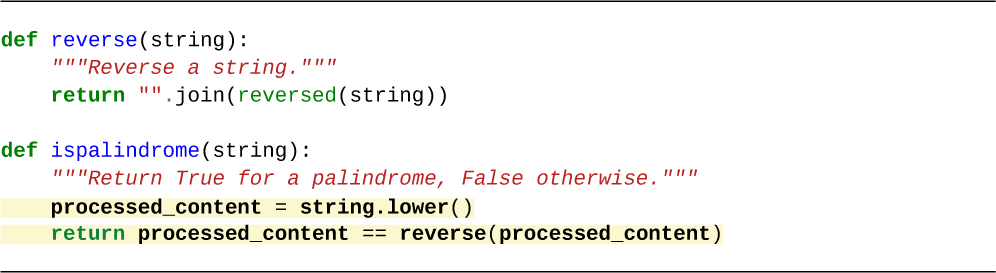 def reverse(string):
    """Reverse a string."""
    return "".join(reversed(string))
def ispalindrome(string):
    """Return True for a palindrome, False otherwise."""
    processed_content = string.lower()
    return processed_content == reverse(processed_content)